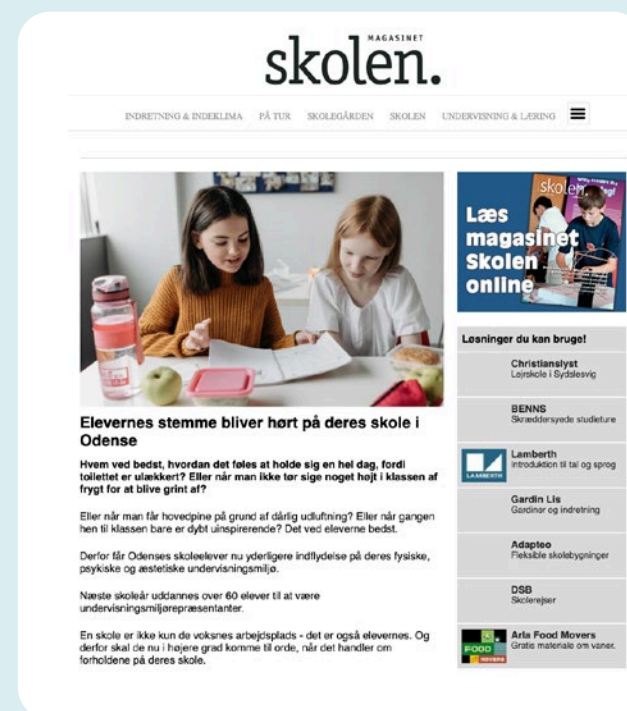 MAGASINET
skolen.
INDRETNING & INDEKLIMA PÅ TUR SKOLEGÅRDEN SKOLEN UNDERVISNING & LÆRING
skolen.
Læs
magasinet
Skolen
online
Elevernes stemme bliver hørt på deres skole i
Odense
Hvem ved bedst, hvordan det føles at holde sig en hel dag, fordi
toilettet er ulækkert? Eller når man ikke tør sige noget højt i klassen af
frygt for at blive grint af?
Eller når man får hovedpine på grund af dårlig udluftning? Eller når gangen
hen til klassen bare er dybt uinspirerende? Det ved eleverne bedst.
Derfor får Odenses skoleelever nu yderligere indflydelse på deres fysiske,
psykiske og æstetiske undervisningsmiljø.
Næste skoleår uddannes over 60 elever til at være
undervisningsmiljørepræsentanter.
En skole er ikke kun de voksnes arbejdsplads - det er også elevernes. Og
derfor skal de nu i højere grad komme til orde, når det handler om
forholdene på deres skole.
Løsninger du kan bruge!
Christianslyst
Lejrskole i Sydslesvig
BENNS
Skræddersyede studieture
LAMBERTH
Lamberth
Introduktion til tal og sprog
Gardin Lis
Gardiner og indretning
Adapteo
Fleksible skolebygninger
DSB
Skolerejser
FOOD
MOVERS
Arla Food Movers
Gratis materiale om vaner.